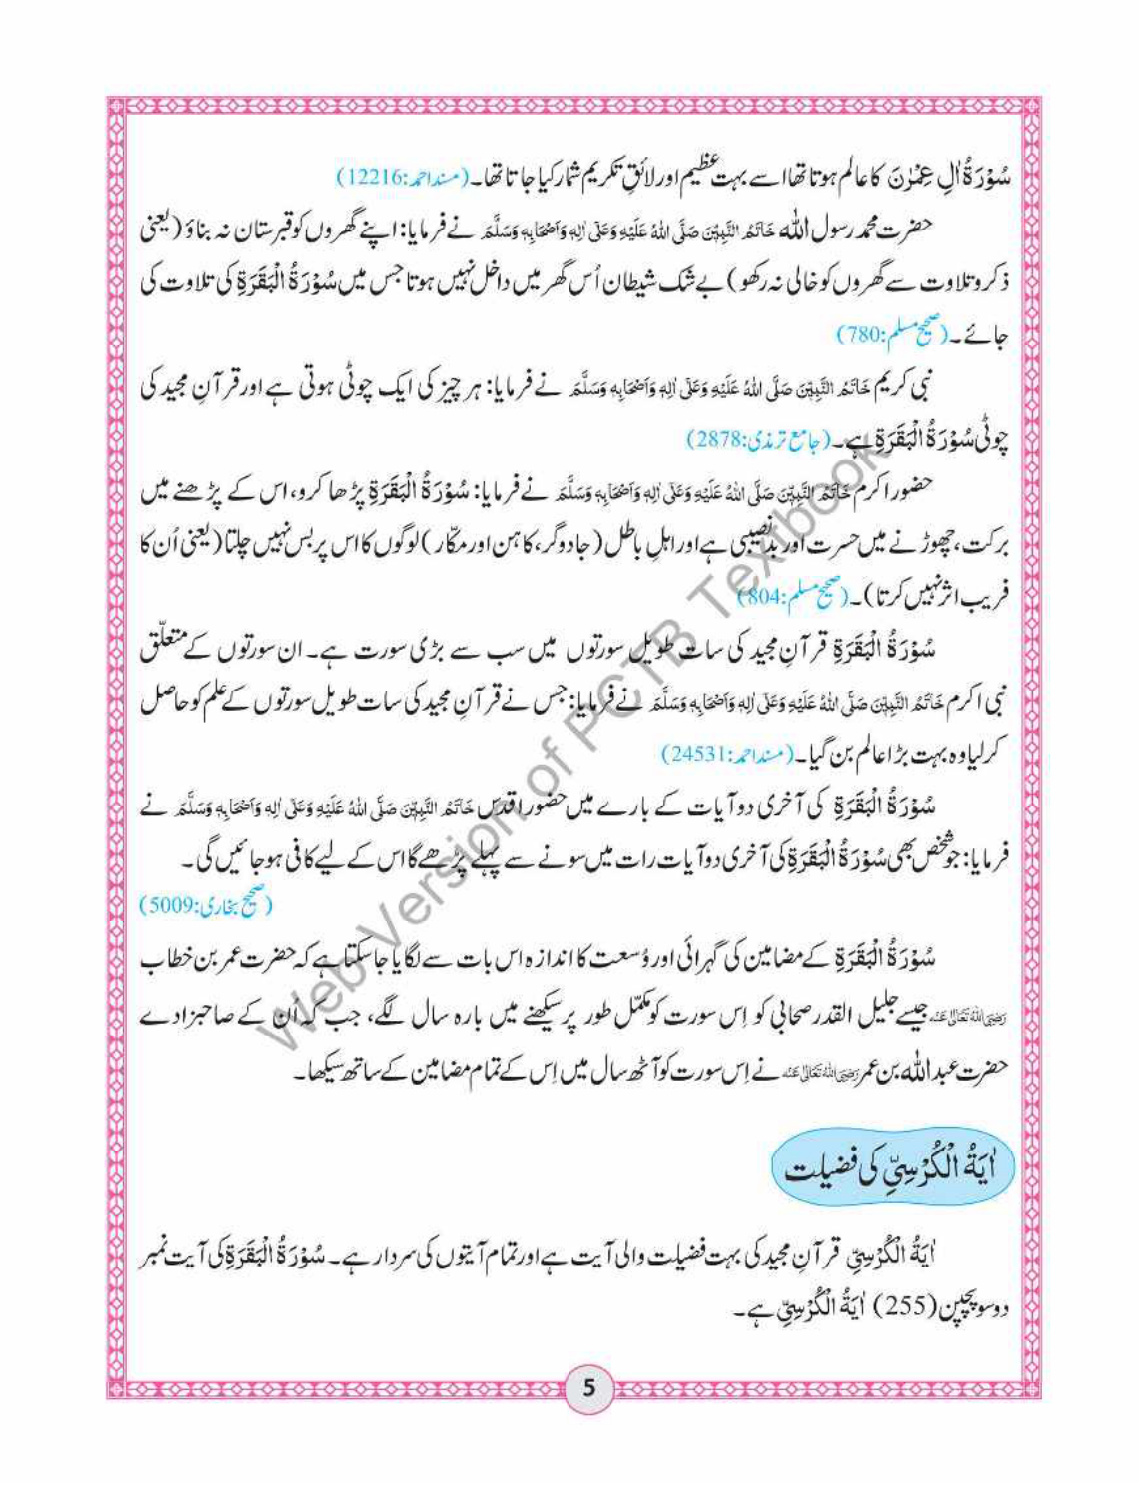 سُوْرَۃُ اٰلِ عِمْرٰنَ کا عالم ہوتا تھا اسے بہت عظیم اور لائقِ تکریم شمار کیا جاتا تھا۔ (مسند احمد:12216)
حضرت محمد رسول اللّٰہ خَاتَمُ النَّبِیّٖنَ صَلَّی اللّٰہُ عَلَیْہِ وَعَلٰٓی اٰلِہٖ وَاَصْحَابِہٖ وَسَلَّمَ نے فرمایا: اپنے گھروں کو قبرستان نہ بناؤ (یعنی
ذکر و تلاوت سے گھروں کو خالی نہ رکھو) بے شک شیطان اُس گھر میں داخل نہیں ہوتا جس میں سُوْرَۃُ الْبَقَرَۃِ کی تلاوت کی
جائے۔ (صحیح مسلم:780)
نبی کریم خَاتَمُ النَّبِیّٖنَ صَلَّی اللّٰہُ عَلَیْہِ وَعَلٰٓی اٰلِہٖ وَاَصْحَابِہٖ وَسَلَّمَ نے فرمایا: ہر چیز کی ایک چوٹی ہوتی ہے اور قرآنِ مجید کی
چوٹی سُوْرَۃُ الْبَقَرَۃِ ہے۔ (جامع ترمذی:2878)
حضور اکرم خَاتَمُ النَّبِیّٖنَ صَلَّی اللّٰہُ عَلَیْہِ وَعَلٰٓی اٰلِہٖ وَاَصْحَابِہٖ وَسَلَّمَ نے فرمایا: سُوْرَۃُ الْبَقَرَۃِ پڑھا کرو، اس کے پڑھنے میں
برکت، چھوڑنے میں حسرت اور بدنصیبی ہے اور اہلِ باطل (جادوگر، کاہن اور مکّار) لوگوں کا اس پر بس نہیں چلتا (یعنی اُن کا
فریب اثر نہیں کرتا)۔ (صحیح مسلم:804)
سُوْرَۃُ الْبَقَرَۃِ قرآنِ مجید کی سات طویل سورتوں میں سب سے بڑی سورت ہے۔ ان سورتوں کے متعلّق
نبی اکرم خَاتَمُ النَّبِیّٖنَ صَلَّی اللّٰہُ عَلَیْہِ وَعَلٰٓی اٰلِہٖ وَاَصْحَابِہٖ وَسَلَّمَ نے فرمایا: جس نے قرآنِ مجید کی سات طویل سورتوں کے علم کو حاصل
کر لیا وہ بہت بڑا عالم بن گیا۔ (مسند احمد:24531)
سُوْرَۃُ الْبَقَرَۃِ کی آخری دو آیات کے بارے میں حضور اقدس خَاتَمُ النَّبِیّٖنَ صَلَّی اللّٰہُ عَلَیْہِ وَعَلٰٓی اٰلِہٖ وَاَصْحَابِہٖ وَسَلَّمَ نے
فرمایا: جو شخص بھی سُوْرَۃُ الْبَقَرَۃِ کی آخری دو آیات رات میں سونے سے پہلے پڑھے گا اس کے لیے کافی ہو جائیں گی۔
(صحیح بخاری:5009)
سُوْرَۃُ الْبَقَرَۃِ کے مضامین کی گہرائی اور وُسعت کا اندازہ اس بات سے لگایا جا سکتا ہے کہ حضرت عمر بن خطاب
رَضِیَ اللّٰہُ تَعَالٰی عَنْہ جیسے جلیل القدر صحابی کو اِس سورت کو مکمّل طور پر سیکھنے میں بارہ سال لگے، جب کہ اُن کے صاحبزادے
حضرت عبد اللّٰہ بن عمر رَضِیَ اللّٰہُ تَعَالٰی عَنْہ نے اِس سورت کو آٹھ سال میں اِس کے تمام مضامین کے ساتھ سیکھا۔
اٰیَۃُ الْکُرْسِیِّ کی فضیلت
اٰیَۃُ الْکُرْسِیِّ قرآنِ مجید کی بہت فضیلت والی آیت ہے اور تمام آیتوں کی سردار ہے۔ سُوْرَۃُ الْبَقَرَۃِ کی آیت نمبر
دو سو پچپن (255) اٰیَۃُ الْکُرْسِیِّ ہے۔
5
Web Version of PCTB Textbook